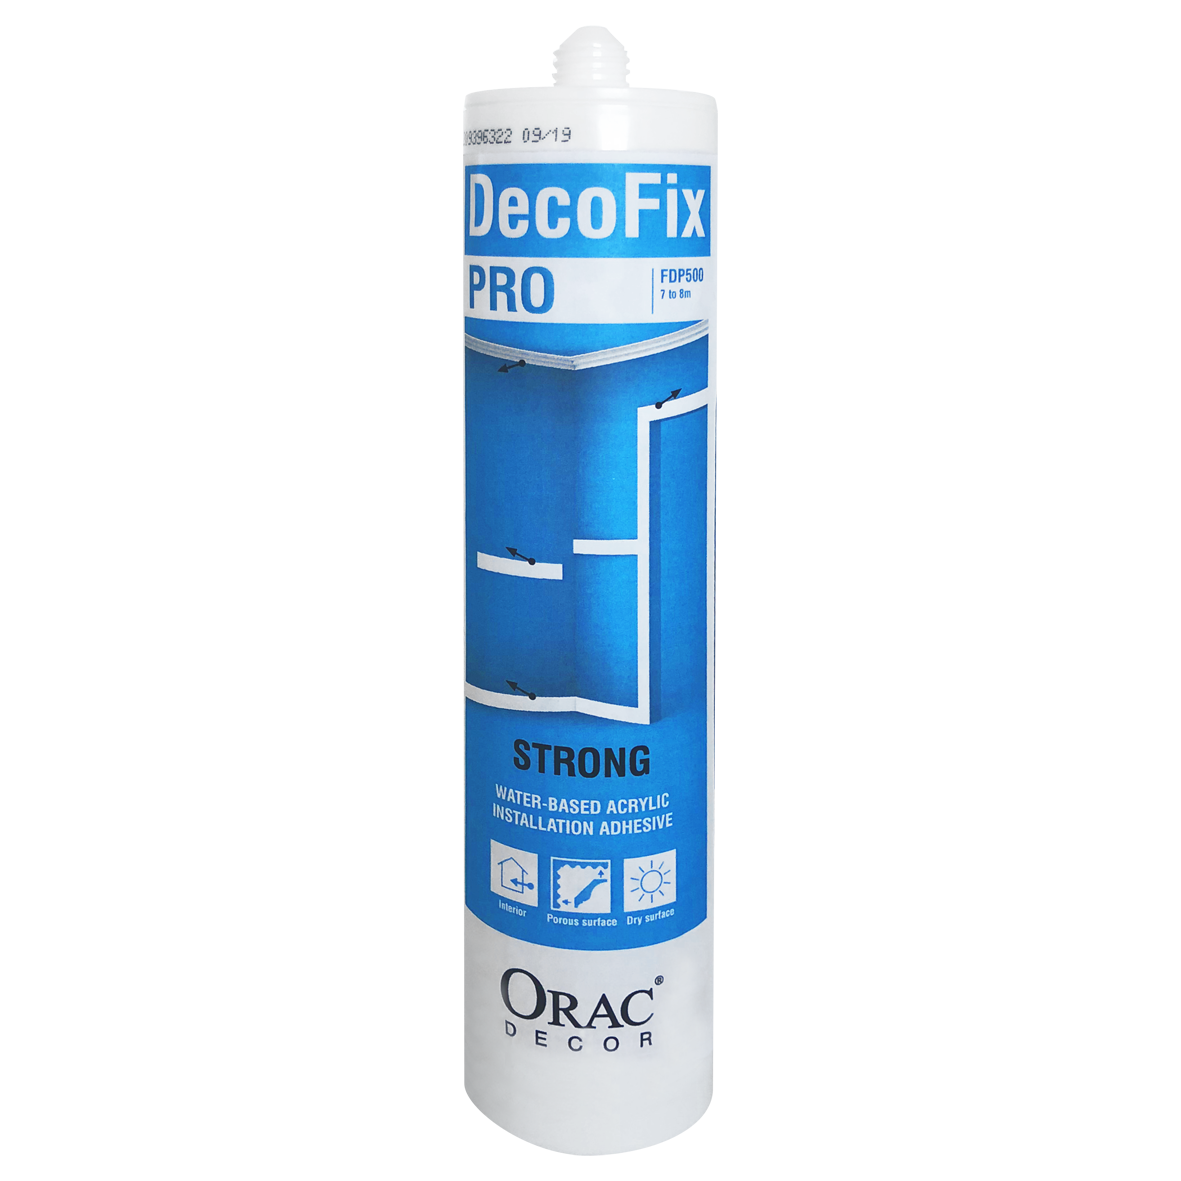 09396322 09/19
DecoFix
PRO
FDP500
7 to 8m
STRONG
WATER-BASED ACRYLIC
INSTALLATION ADHESIVE
Interior
Porous surface
Dry surface
ORAC®
DECOR